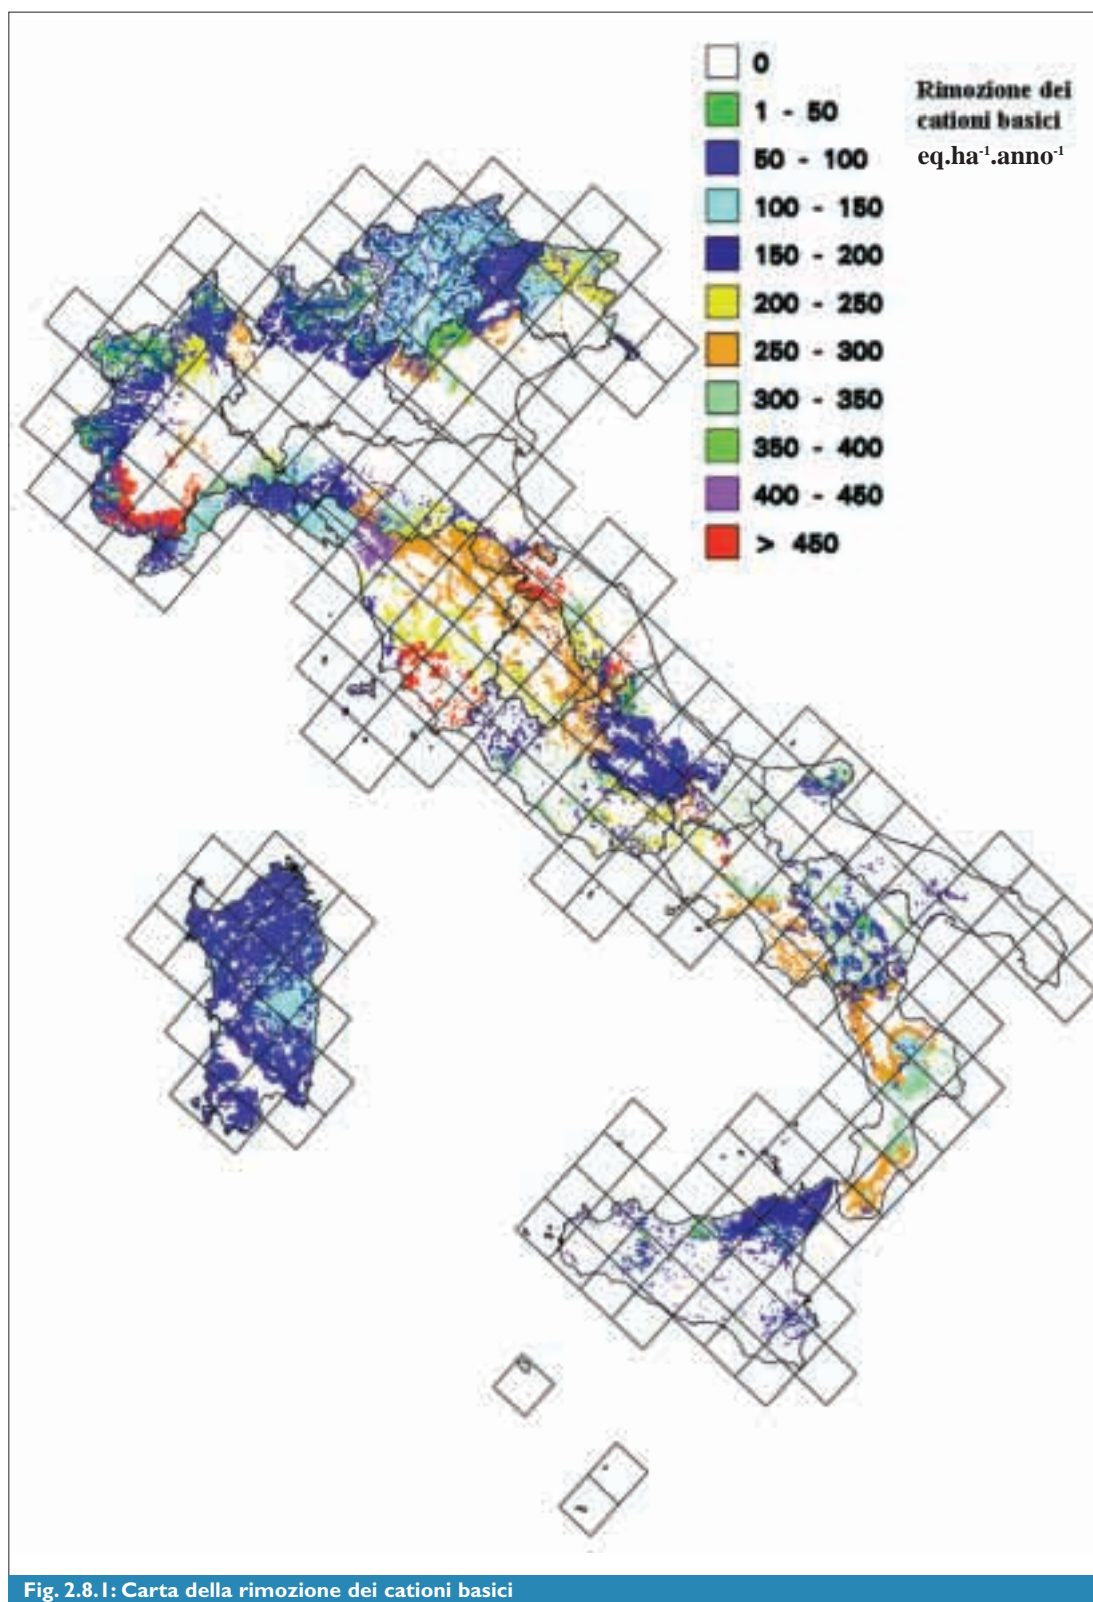 0
1 - 50
50 - 100
100 - 150
150 - 200
200 - 250
250 - 300
300 - 350
350 - 400
400 - 450
> 450
Rimozione dei
cationi basici
eq.ha⁻¹.anno⁻¹
Fig. 2.8.1: Carta della rimozione dei cationi basici